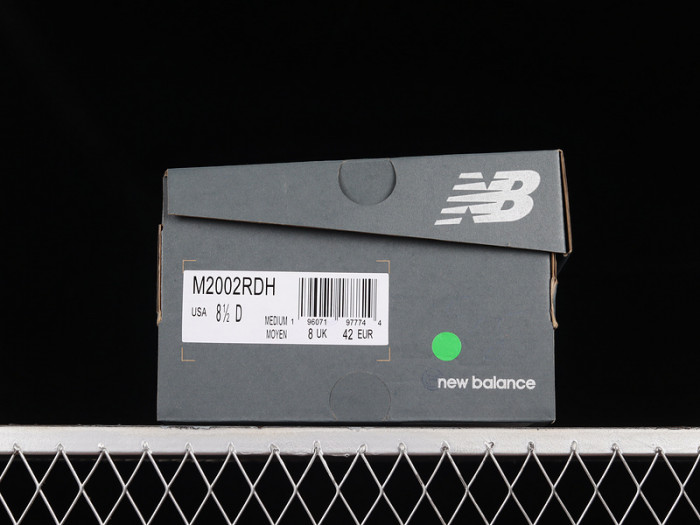 NB
M2002RDH
USA 8½ D
MEDIUM 1 96071 97774 4
MOYEN 8 UK 42 EUR
new balance